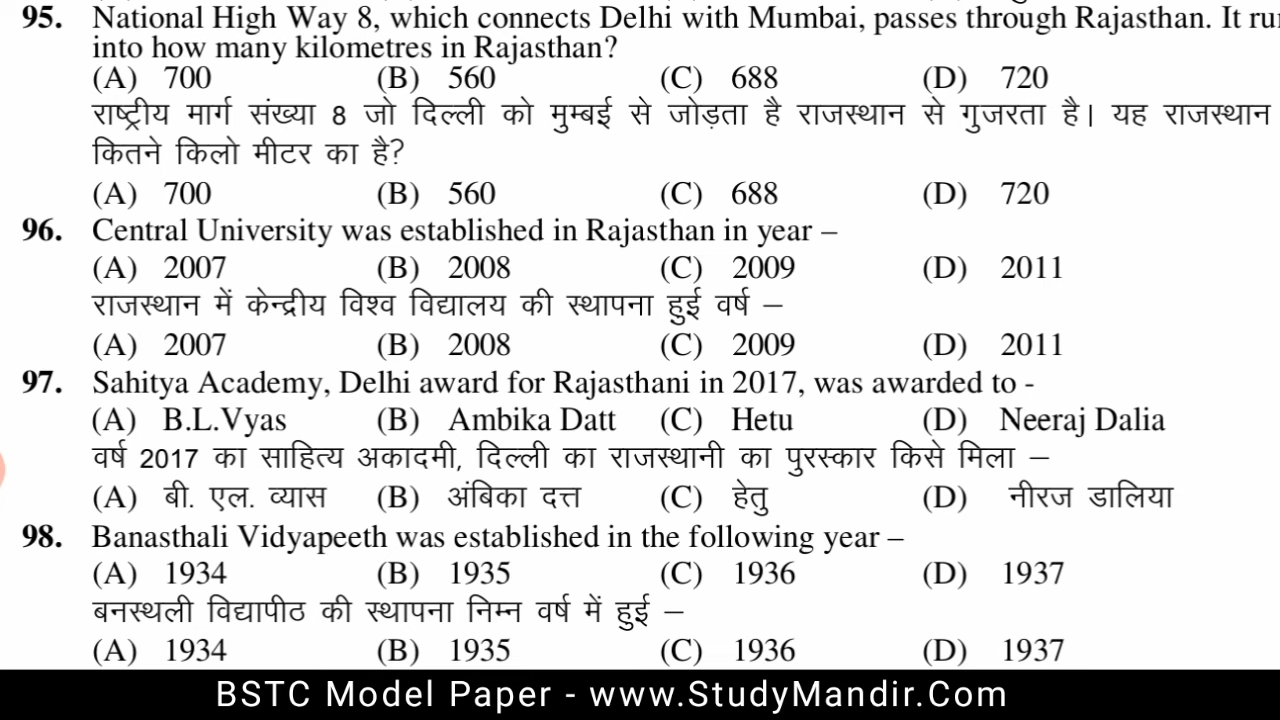 95. National High Way 8, which connects Delhi with Mumbai, passes through Rajasthan. It ru
into how many kilometres in Rajasthan?
(A) 700 (B) 560 (C) 688 (D) 720
राष्ट्रीय मार्ग संख्या 8 जो दिल्ली को मुम्बई से जोड़ता है राजस्थान से गुजरता है। यह राजस्थान
कितने किलो मीटर का है?
(A) 700 (B) 560 (C) 688 (D) 720
96. Central University was established in Rajasthan in year –
(A) 2007 (B) 2008 (C) 2009 (D) 2011
राजस्थान में केन्द्रीय विश्व विद्यालय की स्थापना हुई वर्ष –
(A) 2007 (B) 2008 (C) 2009 (D) 2011
97. Sahitya Academy, Delhi award for Rajasthani in 2017, was awarded to -
(A) B.L.Vyas (B) Ambika Datt (C) Hetu (D) Neeraj Dalia
वर्ष 2017 का साहित्य अकादमी, दिल्ली का राजस्थानी का पुरस्कार किसे मिला –
(A) बी. एल. व्यास (B) अंबिका दत्त (C) हेतु (D) नीरज डालिया
98. Banasthali Vidyapeeth was established in the following year –
(A) 1934 (B) 1935 (C) 1936 (D) 1937
बनस्थली विद्यापीठ की स्थापना निम्न वर्ष में हुई –
(A) 1934 (B) 1935 (C) 1936 (D) 1937
BSTC Model Paper - www.StudyMandir.Com